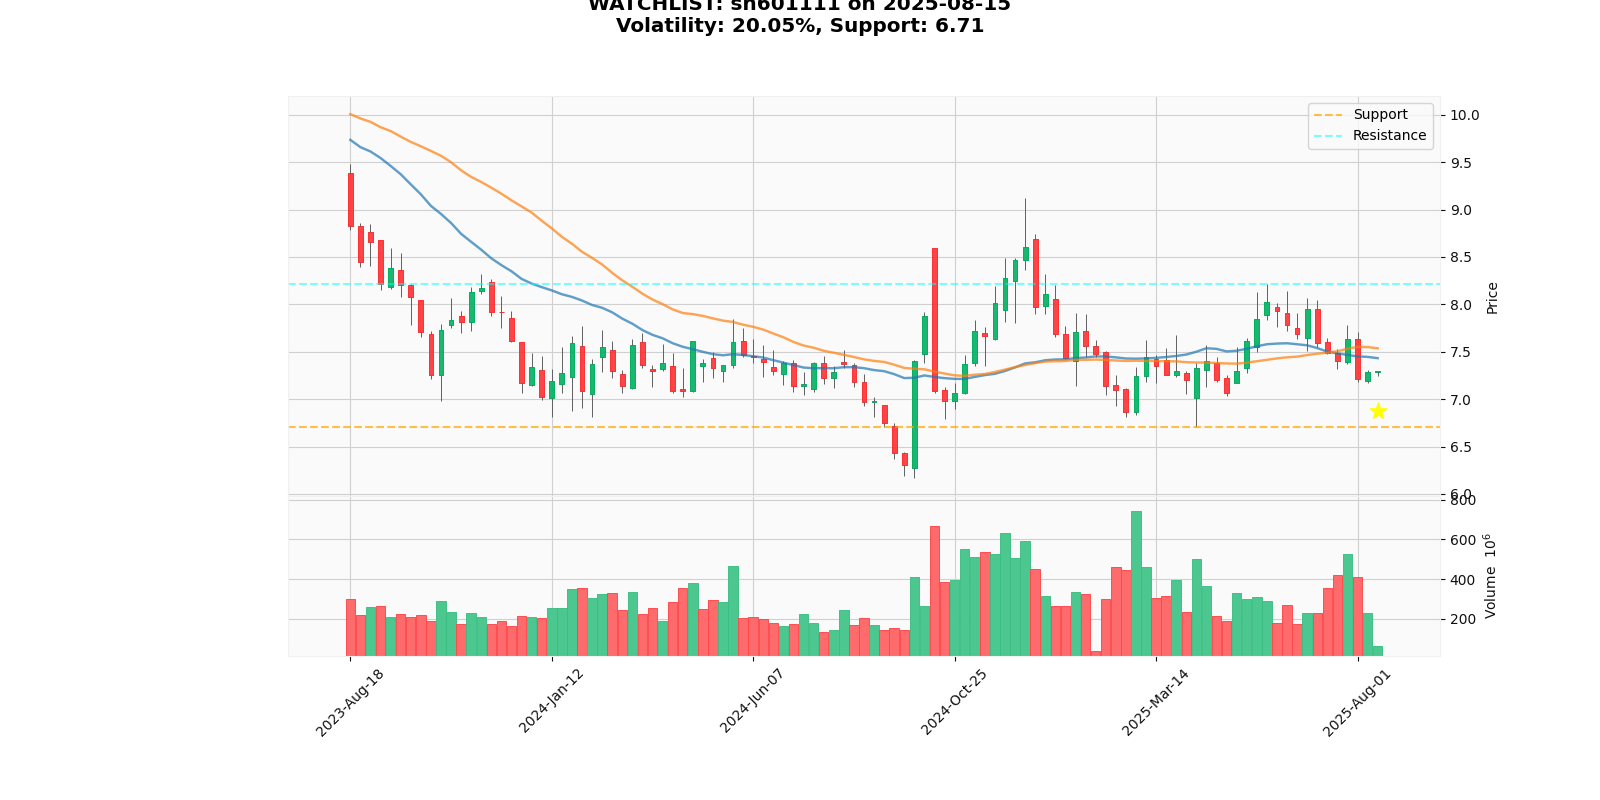 WATCHLIST: sh601111 on 2025-08-15
Volatility: 20.05%, Support: 6.71
Support
Resistance
10.0
9.5
9.0
8.5
8.0
7.5
7.0
6.5
6.0
Price
800
600
400
200
Volume 10^6
2023-Aug-18
2024-Jan-12
2024-Jun-07
2024-Oct-25
2025-Mar-14
2025-Aug-01